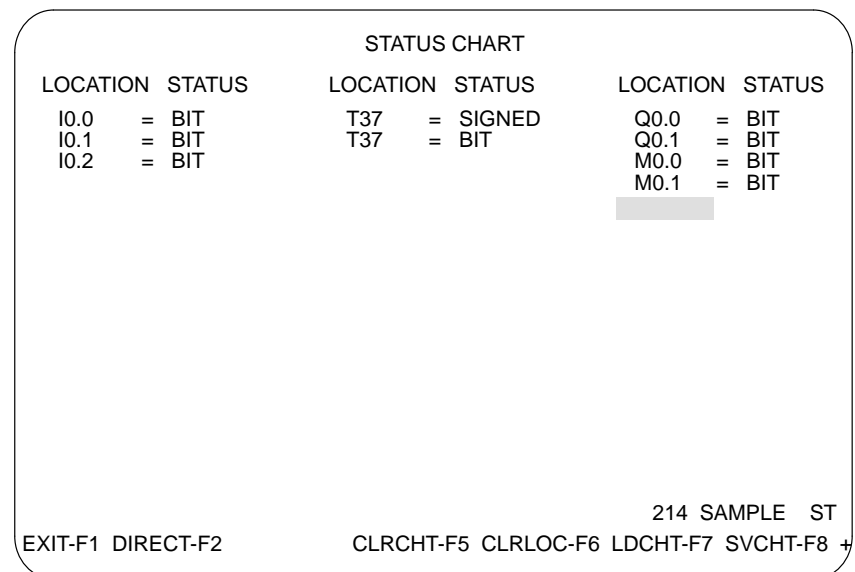 STATUS CHART
LOCATION STATUS LOCATION STATUS LOCATION STATUS
I0.0 = BIT T37 = SIGNED Q0.0 = BIT
I0.1 = BIT T37 = BIT Q0.1 = BIT
I0.2 = BIT M0.0 = BIT
M0.1 = BIT
214 SAMPLE ST
EXIT-F1 DIRECT-F2 CLRCHT-F5 CLRLOC-F6 LDCHT-F7 SVCHT-F8 +